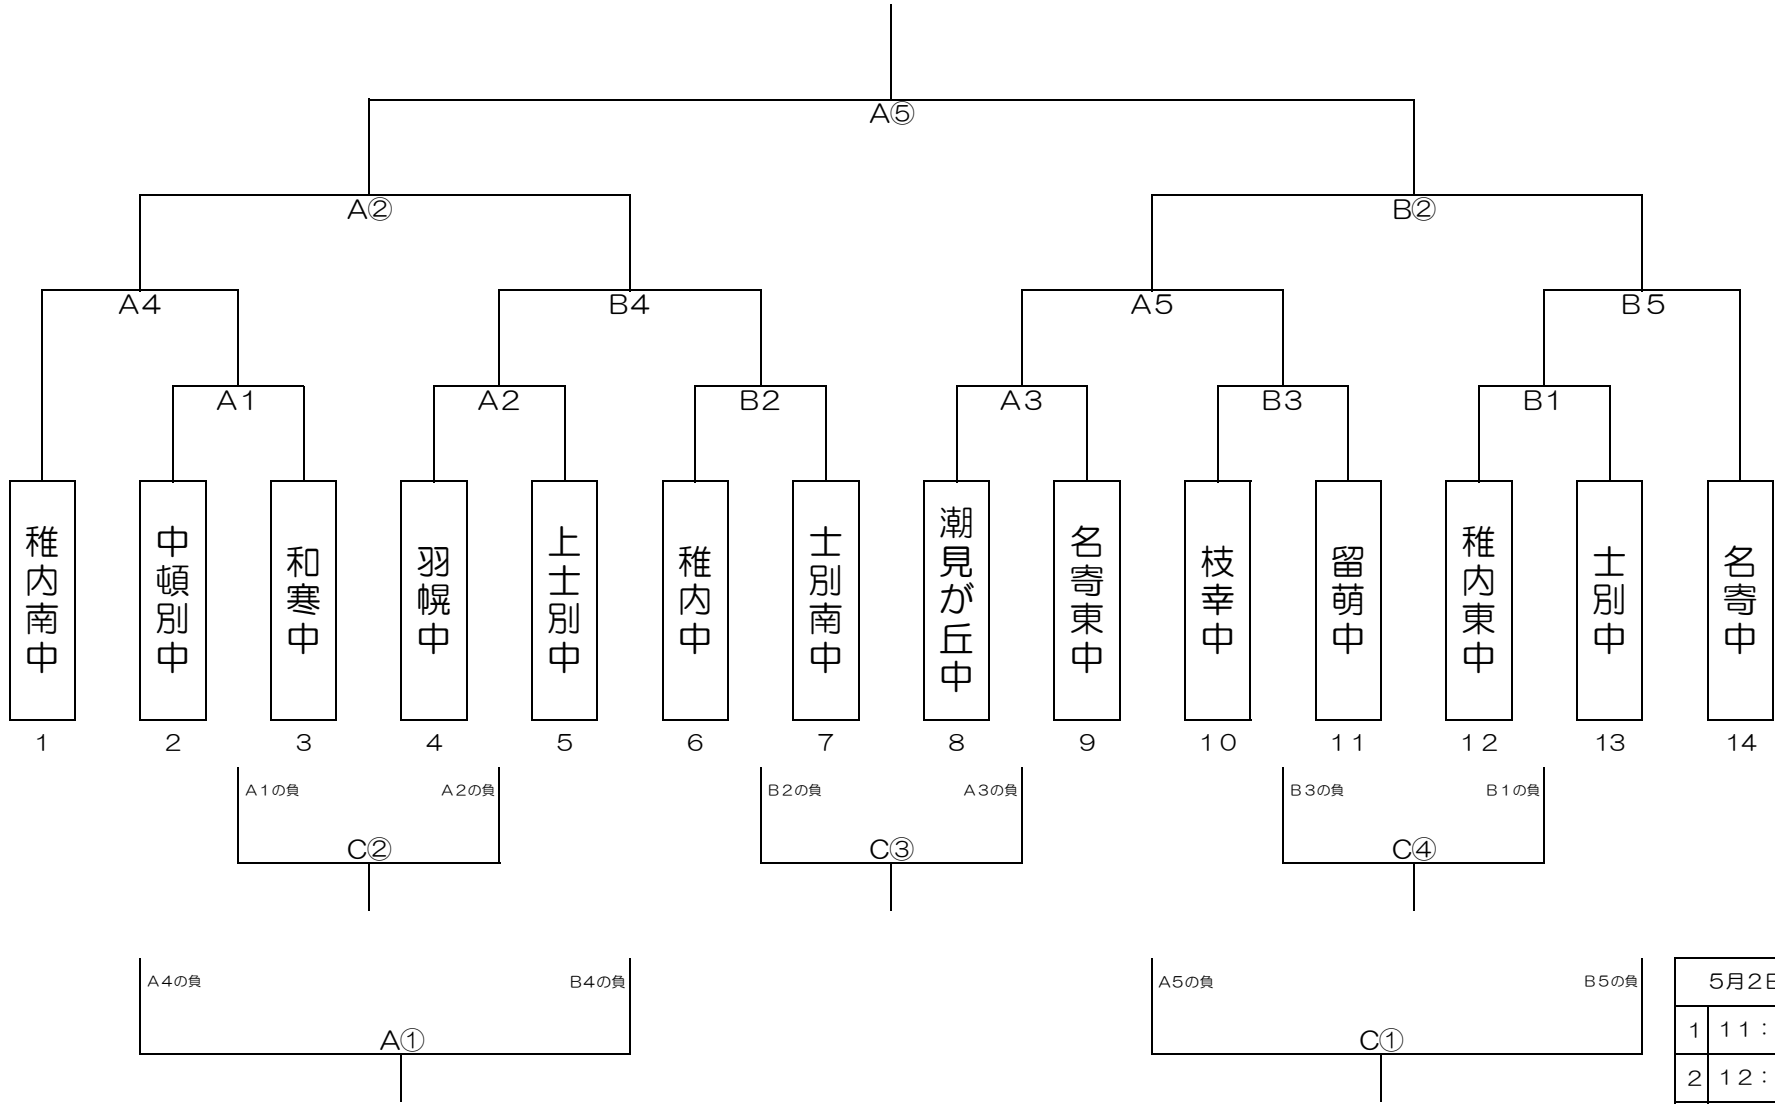 A⑤
A②
B②
A4
B4
A5
B5
A1
A2
B2
A3
B3
B1
稚内南中
中頓別中
和寒中
羽幌中
上士別中
稚内中
士別南中
潮見が丘中
名寄東中
枝幸中
留萌中
稚内東中
士別中
名寄中
1
2
3
4
5
6
7
8
9
10
11
12
13
14
A1の負
A2の負
B2の負
A3の負
B3の負
B1の負
C②
C③
C④
A4の負
B4の負
A5の負
B5の負
A①
C①
5月2日
1 11：
2 12：